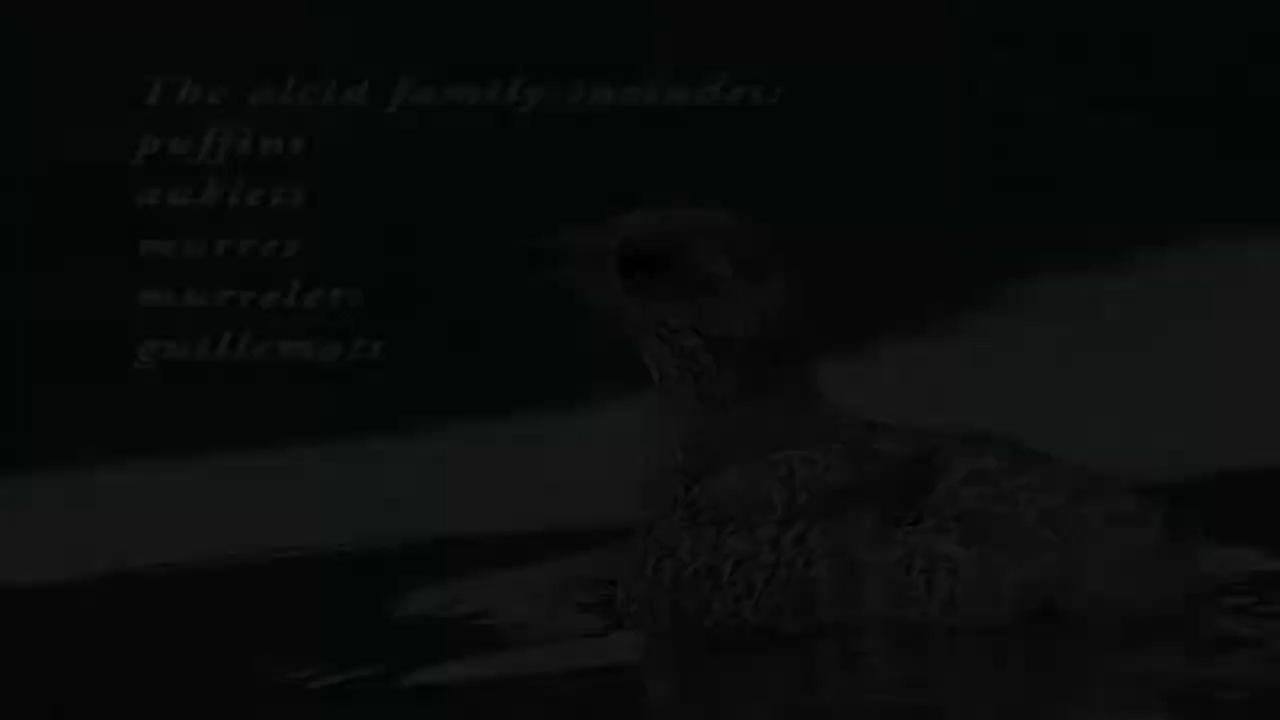 The alcid family includes:
puffins
auklets
murres
murrelets
guillemots